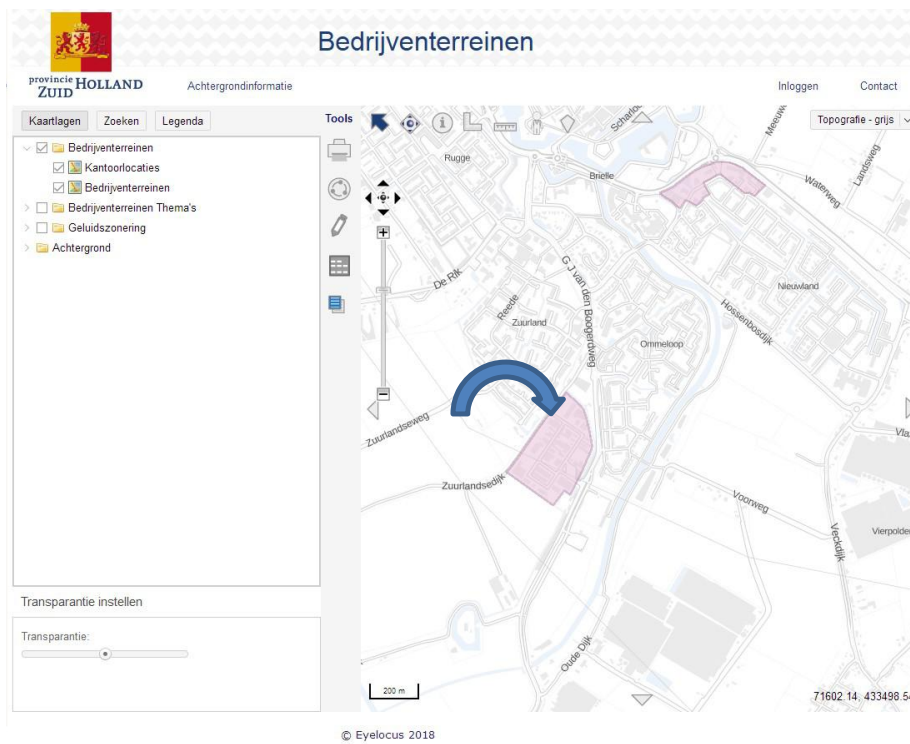 Bedrijventerreinen
provincie HOLLAND
ZUID
Achtergrondinformatie
Inloggen
Contact
Kaartlagen
Zoeken
Legenda
Tools
Topografie - grijs
Bedrijventerreinen
Kantoorlocaties
Bedrijventerreinen
Bedrijventerreinen Thema's
Geluidszonering
Achtergrond
Rugge
Brielle
Waterweg
Landsweg
De Rik
Reede
G J van den Boogerdweg
Nieuwland
Zuurland
Hossenbosdijk
Ommeloop
Zuurlandseweg
Zuurlandsedijk
Voorweg
Veckdijk
Oude Dijk
Transparantie instellen
Transparantie:
200 m
© Eyelocus 2018